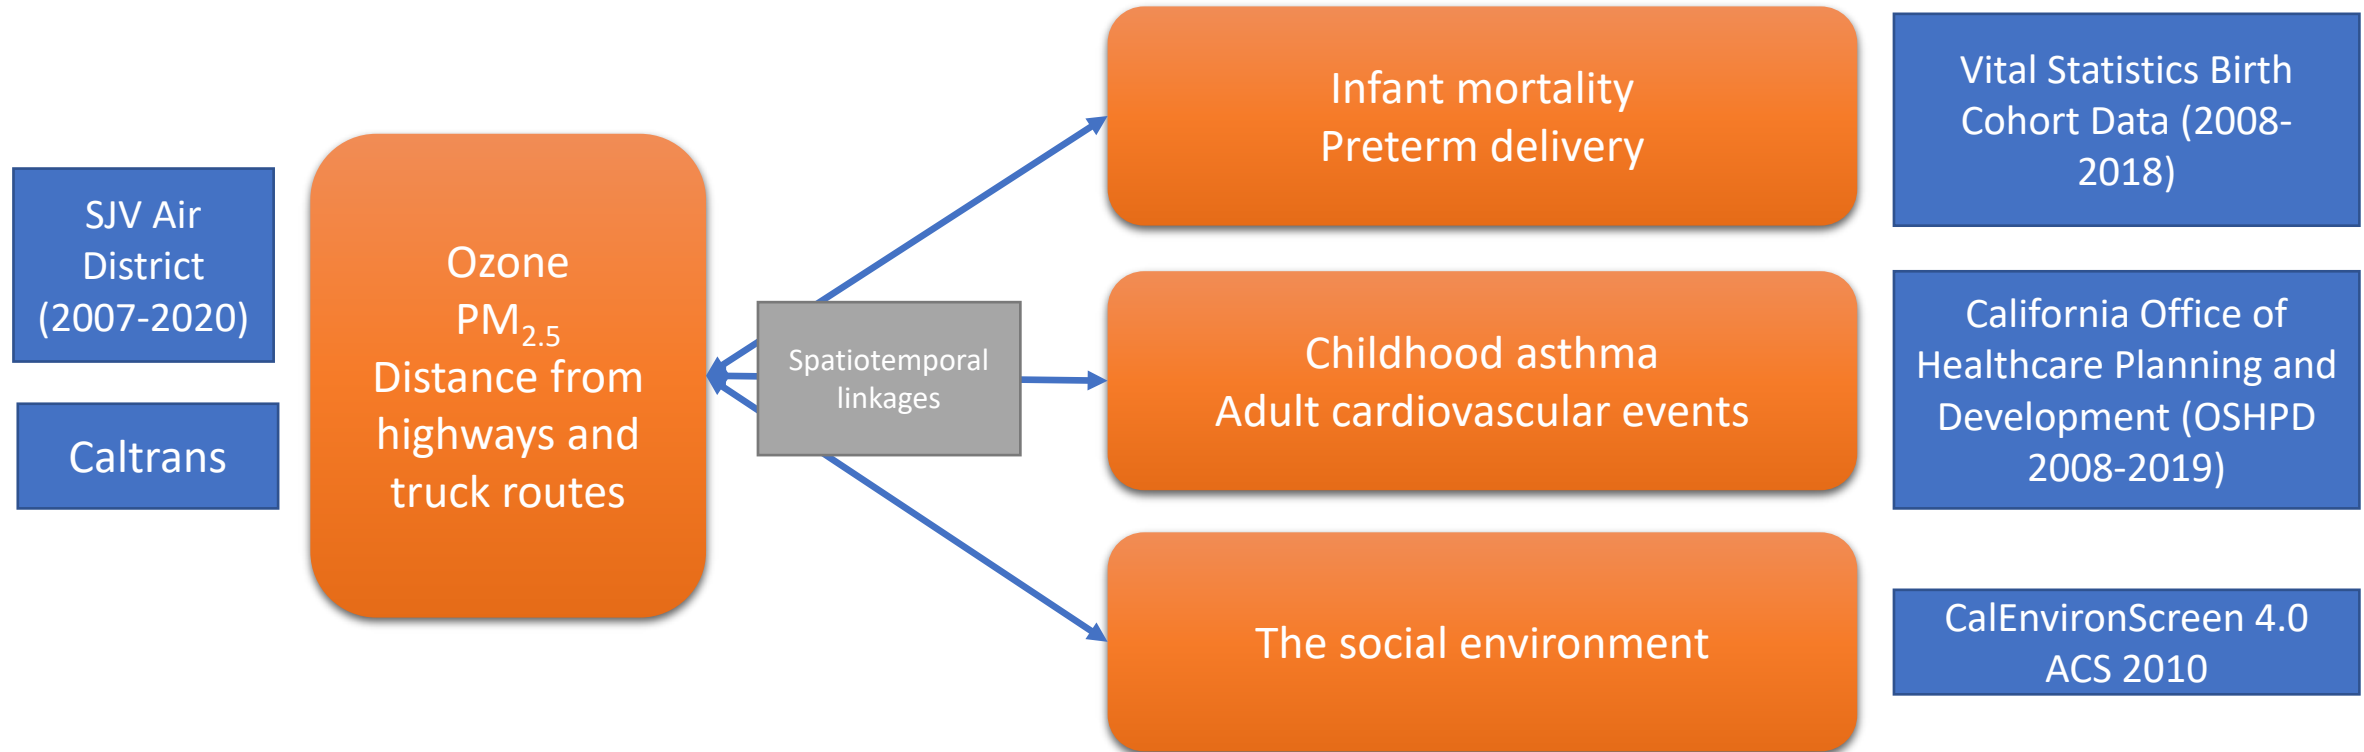 SJV Air
District
(2007-2020)
Caltrans
Ozone
PM2.5
Distance from
highways and
truck routes
Spatiotemporal
linkages
Infant mortality
Preterm delivery
Childhood asthma
Adult cardiovascular events
The social environment
Vital Statistics Birth
Cohort Data (2008-
2018)
California Office of
Healthcare Planning and
Development (OSHPD
2008-2019)
CalEnvironScreen 4.0
ACS 2010